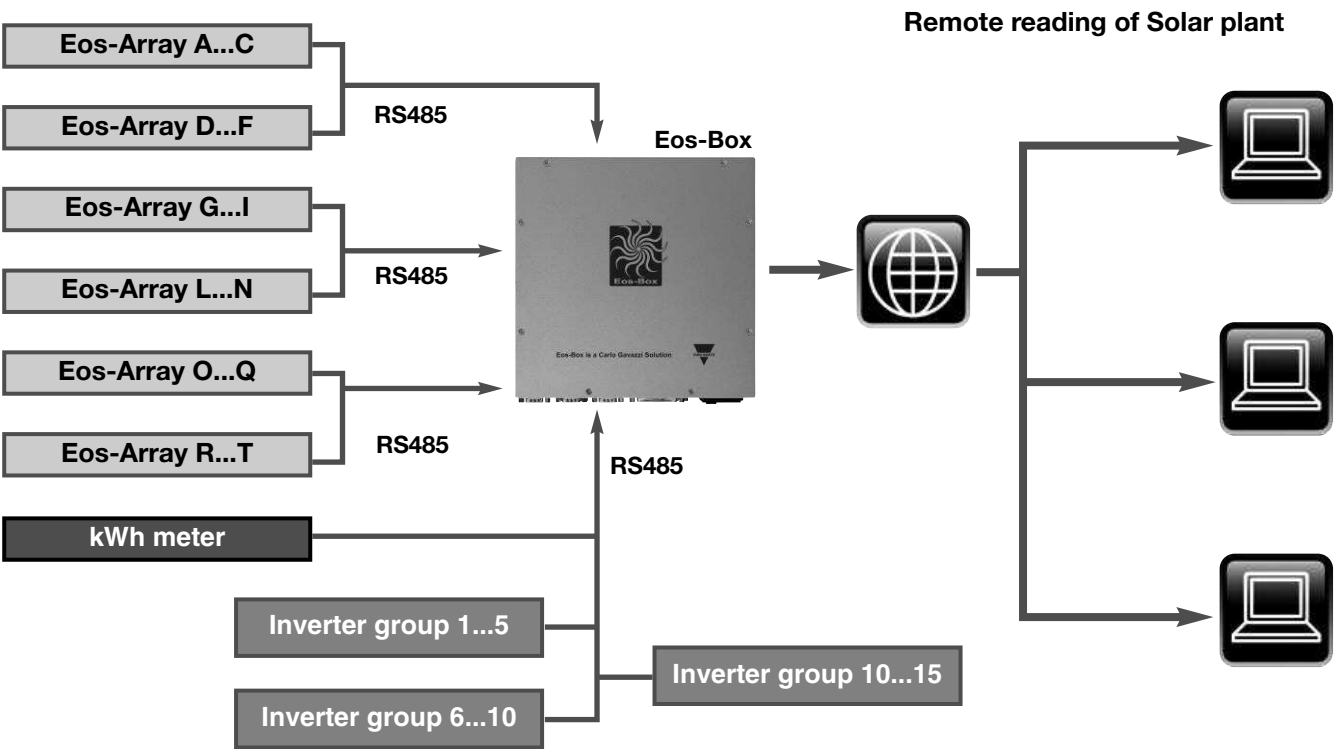 Remote reading of Solar plant
Eos-Array A...C
RS485
Eos-Array D...F
Eos-Box
Eos-Array G...I
RS485
Eos-Array L...N
Eos-Box
Eos-Box is a Carlo Gavazzi Solution
Eos-Array O...Q
RS485
Eos-Array R...T
RS485
kWh meter
Inverter group 1...5
Inverter group 10...15
Inverter group 6...10